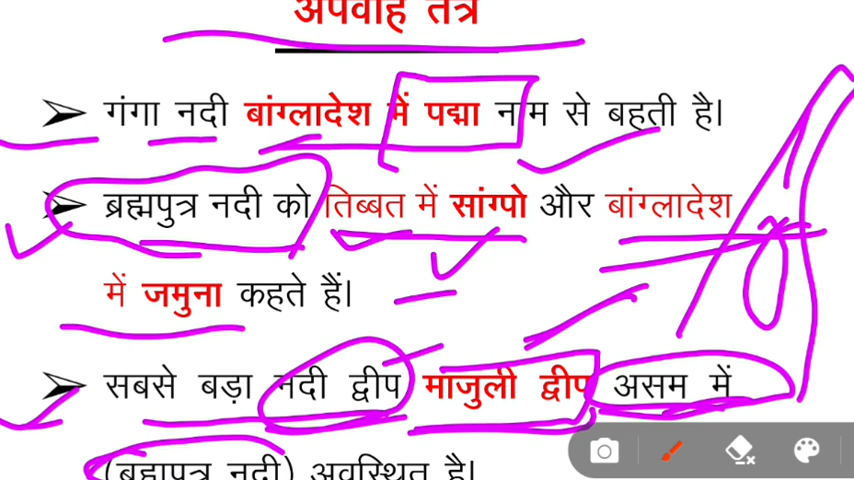 अपवाह तंत्र
गंगा नदी बांग्लादेश में पद्मा नाम से बहती है।
ब्रह्मपुत्र नदी को तिब्बत में सांग्पो और बांग्लादेश
में जमुना कहते हैं।
सबसे बड़ा नदी द्वीप माजुली द्वीप असम में
(ब्रह्मपुत्र नदी) अवस्थित है।